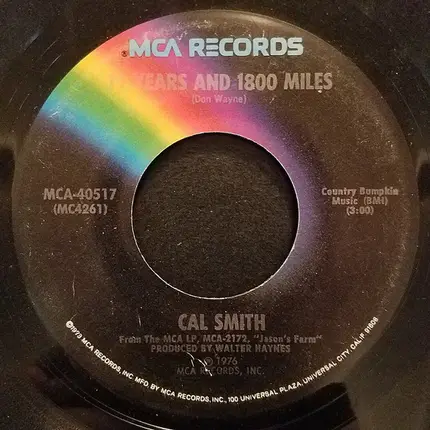 MCA RECORDS
YEARS AND 1800 MILES
(Don Wayne)
MCA-40517
(MC4261)
Country Bumpkin
Music (BMI)
(3:00)
CAL SMITH
From The MCA LP, MCA-2172, "Jason's Farm"
PRODUCED BY WALTER HAYNES
℗ 1976
MCA RECORDS, INC.
©1973 MCA RECORDS, INC. MFD. BY MCA RECORDS, INC., 100 UNIVERSAL PLAZA, UNIVERSAL CITY, CALIF. 91608